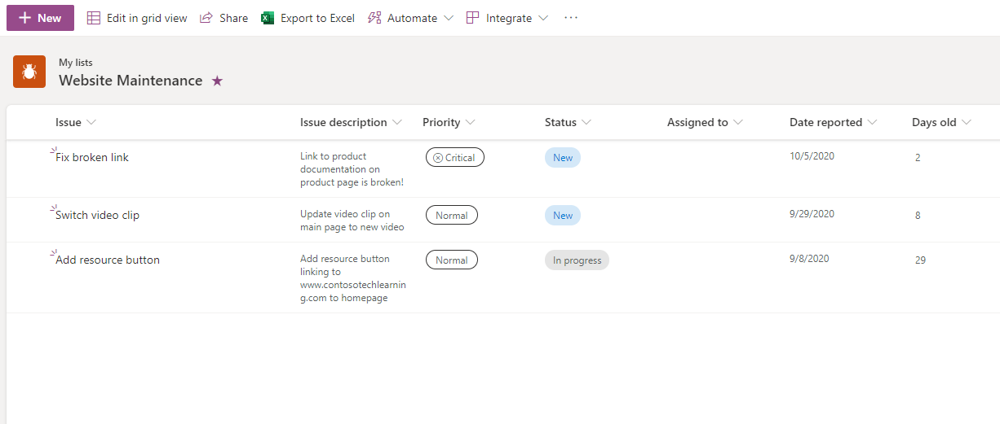 New Edit in grid view Share Export to Excel Automate Integrate
My lists
Website Maintenance
Issue Issue description Priority Status Assigned to Date reported Days old
Fix broken link
Link to product
documentation on
product page is broken!
Critical
New
10/5/2020
2
Switch video clip
Update video clip on
main page to new video
Normal
New
9/29/2020
8
Add resource button
Add resource button
linking to
www.contosotechlearnin
g.com to homepage
Normal
In progress
9/8/2020
29